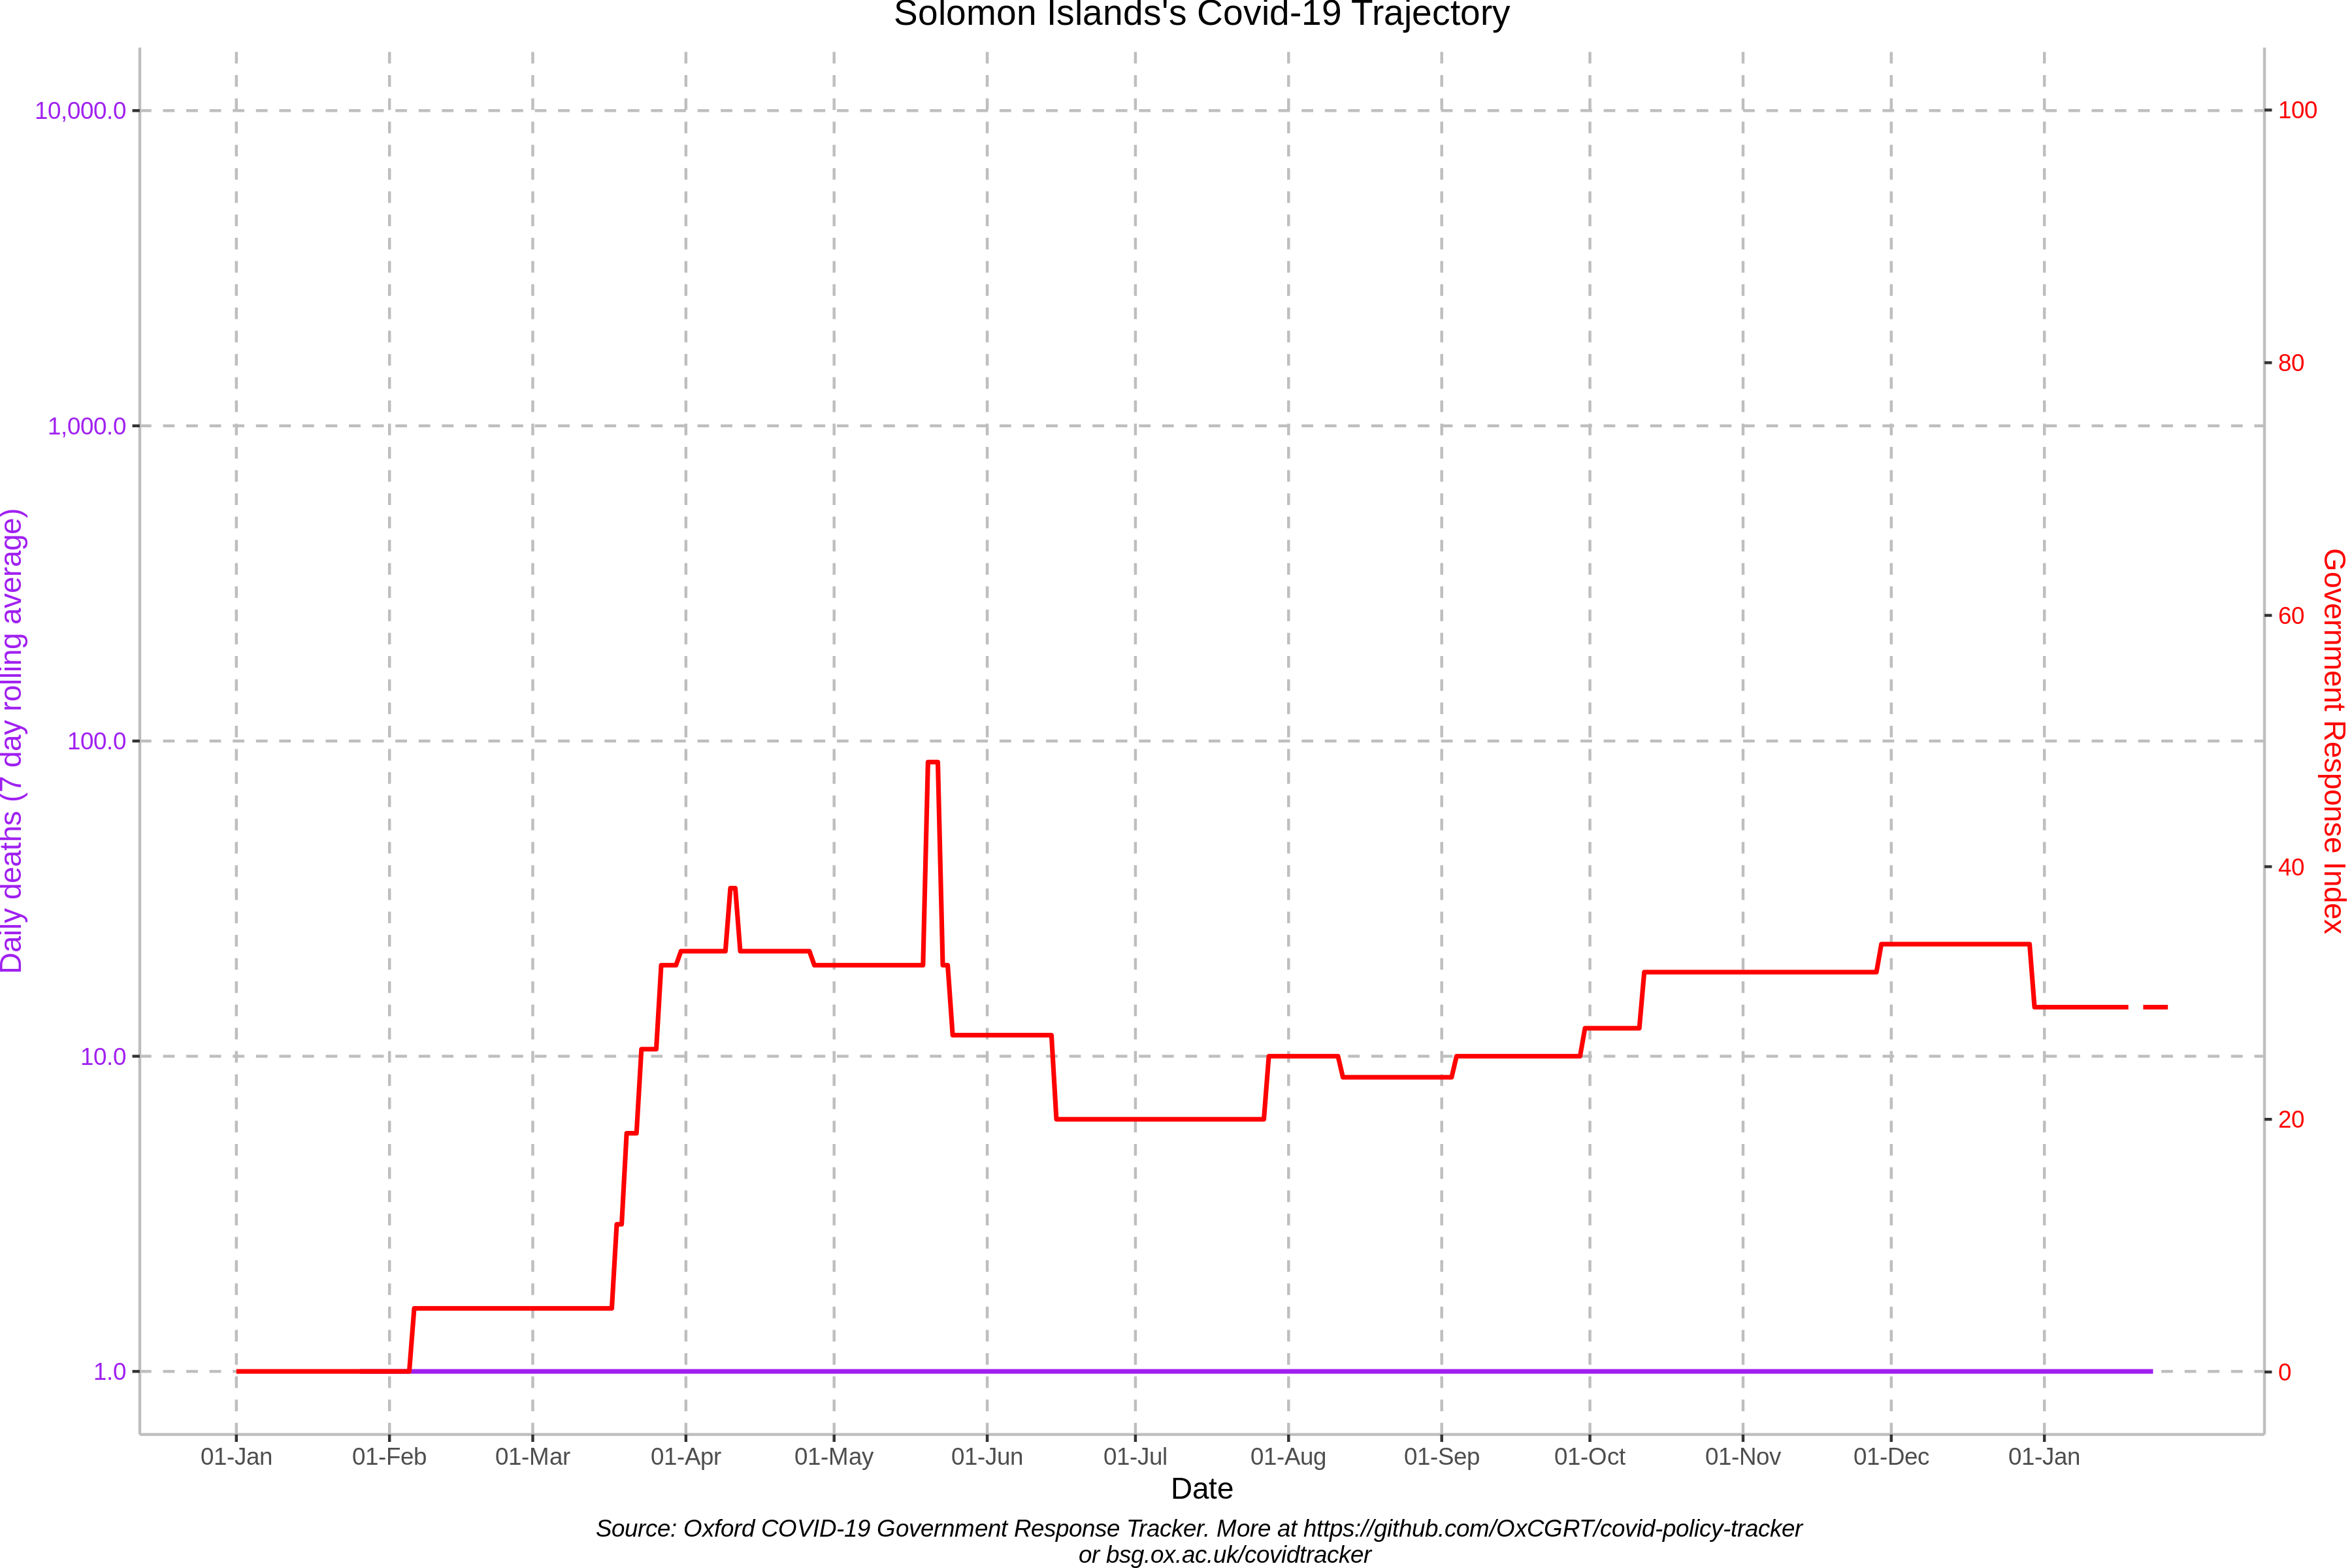 Solomon Islands's Covid-19 Trajectory
10,000.0
1,000.0
100.0
10.0
1.0
Daily deaths (7 day rolling average)
100
80
60
40
20
0
Government Response Index
01-Jan 01-Feb 01-Mar 01-Apr 01-May 01-Jun 01-Jul 01-Aug 01-Sep 01-Oct 01-Nov 01-Dec 01-Jan
Date
Source: Oxford COVID-19 Government Response Tracker. More at https://github.com/OxCGRT/covid-policy-tracker
or bsg.ox.ac.uk/covidtracker